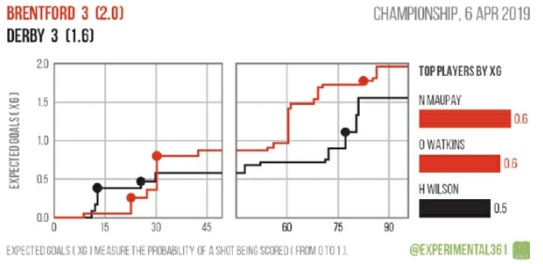 BRENTFORD 3 (2.0)
DERBY 3 (1.6)
CHAMPIONSHIP, 6 APR 2019
EXPECTED GOALS (XG)
2.0
1.5
1.0
0.5
0.0
0 15 30 45 60 75 90
TOP PLAYERS BY XG
N MAUPAY
0.6
O WATKINS
0.6
H WILSON
0.5
EXPECTED GOALS (XG) MEASURE THE PROBABILITY OF A SHOT BEING SCORED (FROM 0 TO 1).
@EXPERIMENTAL361